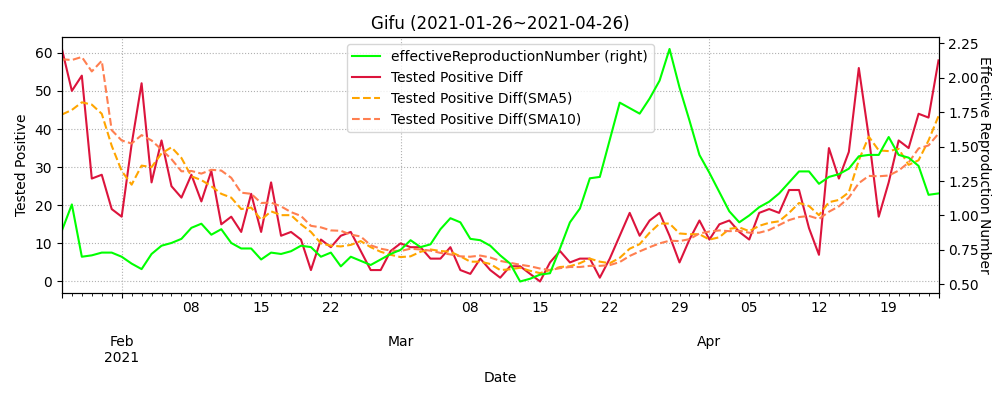 Gifu (2021-01-26~2021-04-26)
effectiveReproductionNumber (right)
Tested Positive Diff
Tested Positive Diff(SMA5)
Tested Positive Diff(SMA10)
Tested Positive
60
50
40
30
20
10
0
2.25
2.00
1.75
1.50
1.25
1.00
0.75
0.50
Effective Reproduction Number
08
15
22
08
15
22
29
05
12
19
Feb
2021
Mar
Apr
Date